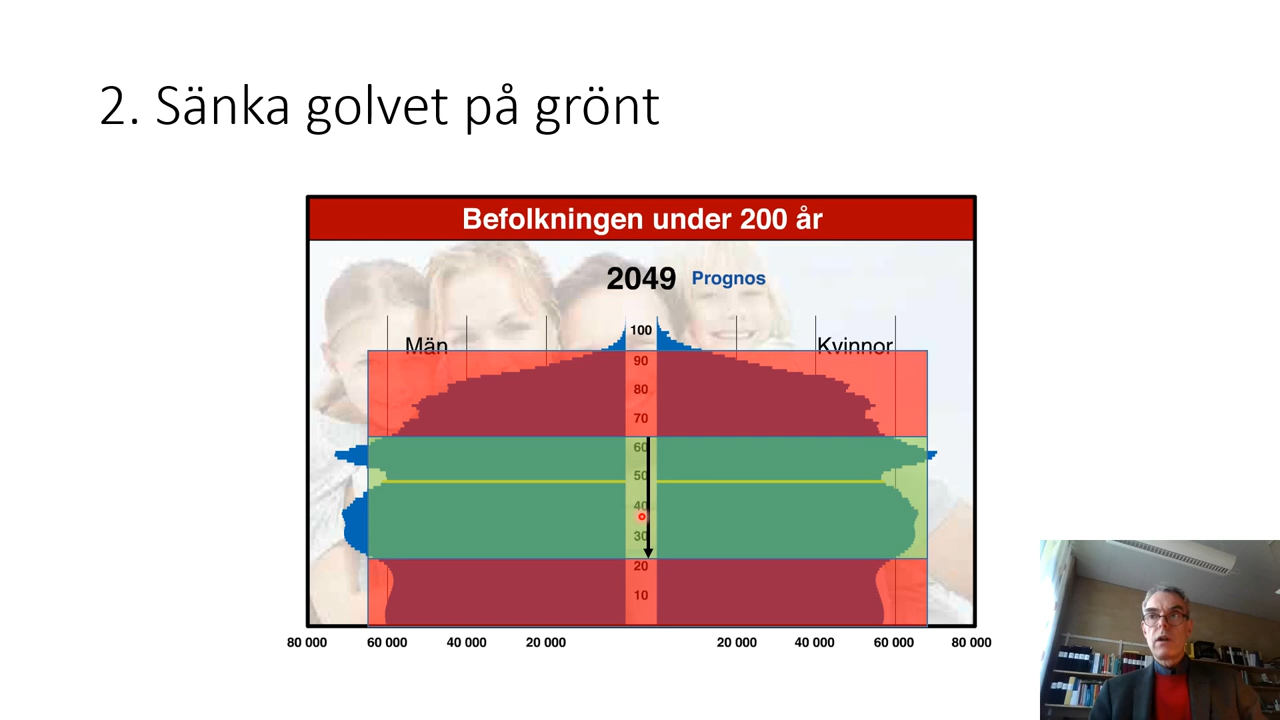 2. Sänka golvet på grönt
Befolkningen under 200 år
2049 Prognos
Män
Kvinnor
100
90
80
70
60
50
40
30
20
10
80 000 60 000 40 000 20 000 20 000 40 000 60 000 80 000